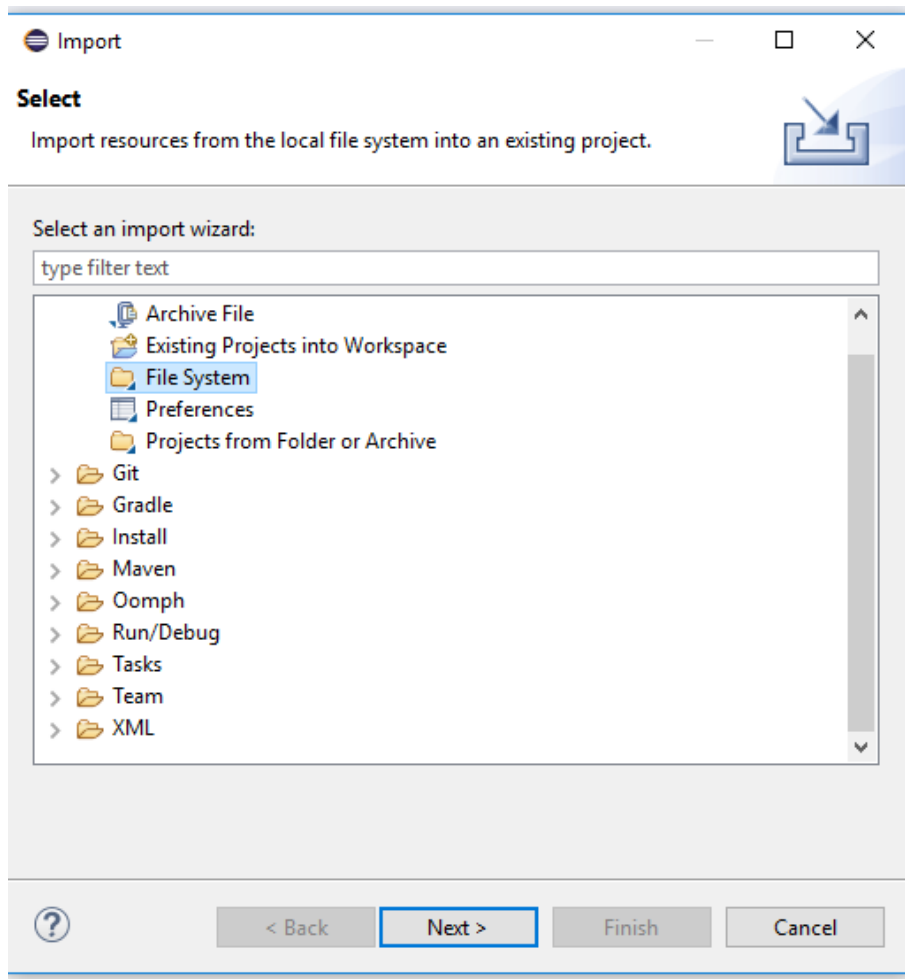 Import
Select
Import resources from the local file system into an existing project.
Select an import wizard:
type filter text
Archive File
Existing Projects into Workspace
File System
Preferences
Projects from Folder or Archive
Git
Gradle
Install
Maven
Oomph
Run/Debug
Tasks
Team
XML
? < Back Next > Finish Cancel